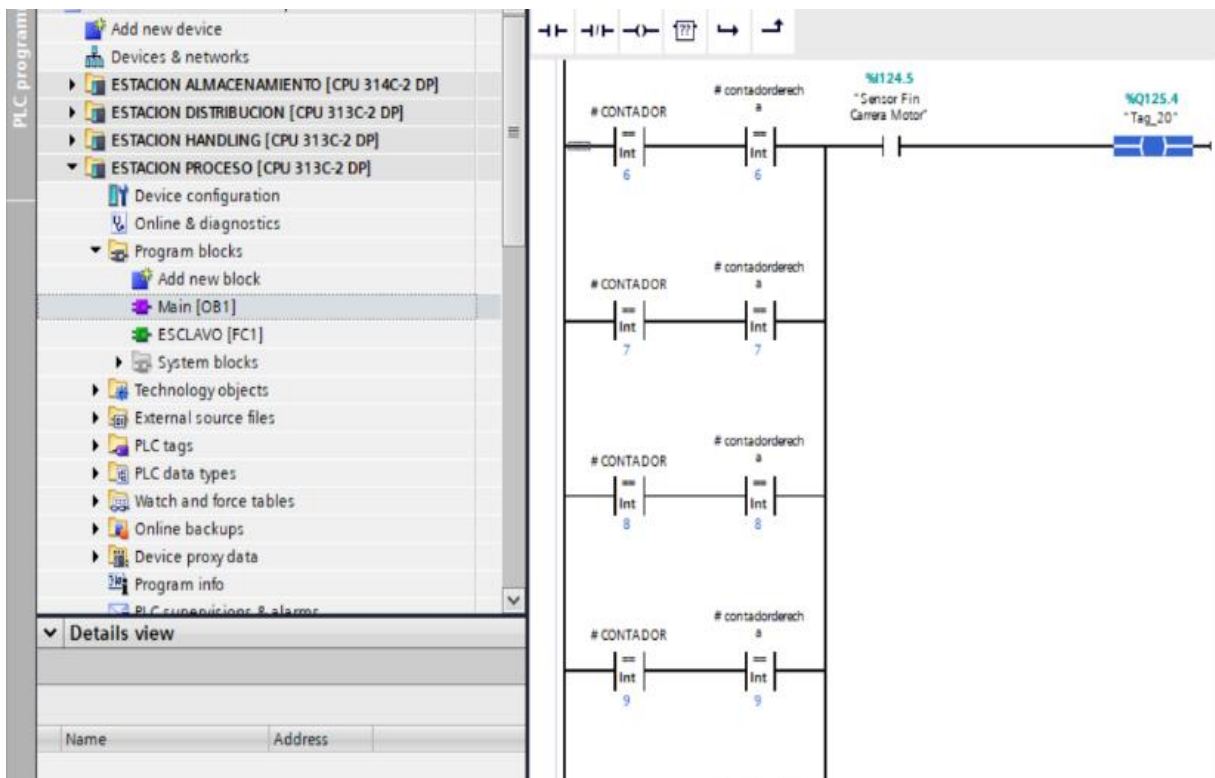 PLC programi
Add new device
Devices & networks
ESTACION ALMACENAMIENTO [CPU 314C-2 DP]
ESTACION DISTRIBUCION [CPU 313C-2 DP]
ESTACION HANDLING [CPU 313C-2 DP]
ESTACION PROCESO [CPU 313C-2 DP]
Device configuration
Online & diagnostics
Program blocks
Add new block
Main [OB1]
ESCLAVO [FC1]
System blocks
Technology objects
External source files
PLC tags
PLC data types
Watch and force tables
Online backups
Device proxy data
Program info
PLC supervisions & alarms
Details view
Name Address
??
%I124.5
"Sensor Fin
Carrera Motor"
%Q125.4
"Tag_20"
# CONTADOR
==
Int
6
# contadorderech
a
==
Int
6
# CONTADOR
==
Int
7
# contadorderech
a
==
Int
7
# CONTADOR
==
Int
8
# contadorderech
a
==
Int
8
# CONTADOR
==
Int
9
# contadorderech
a
==
Int
9